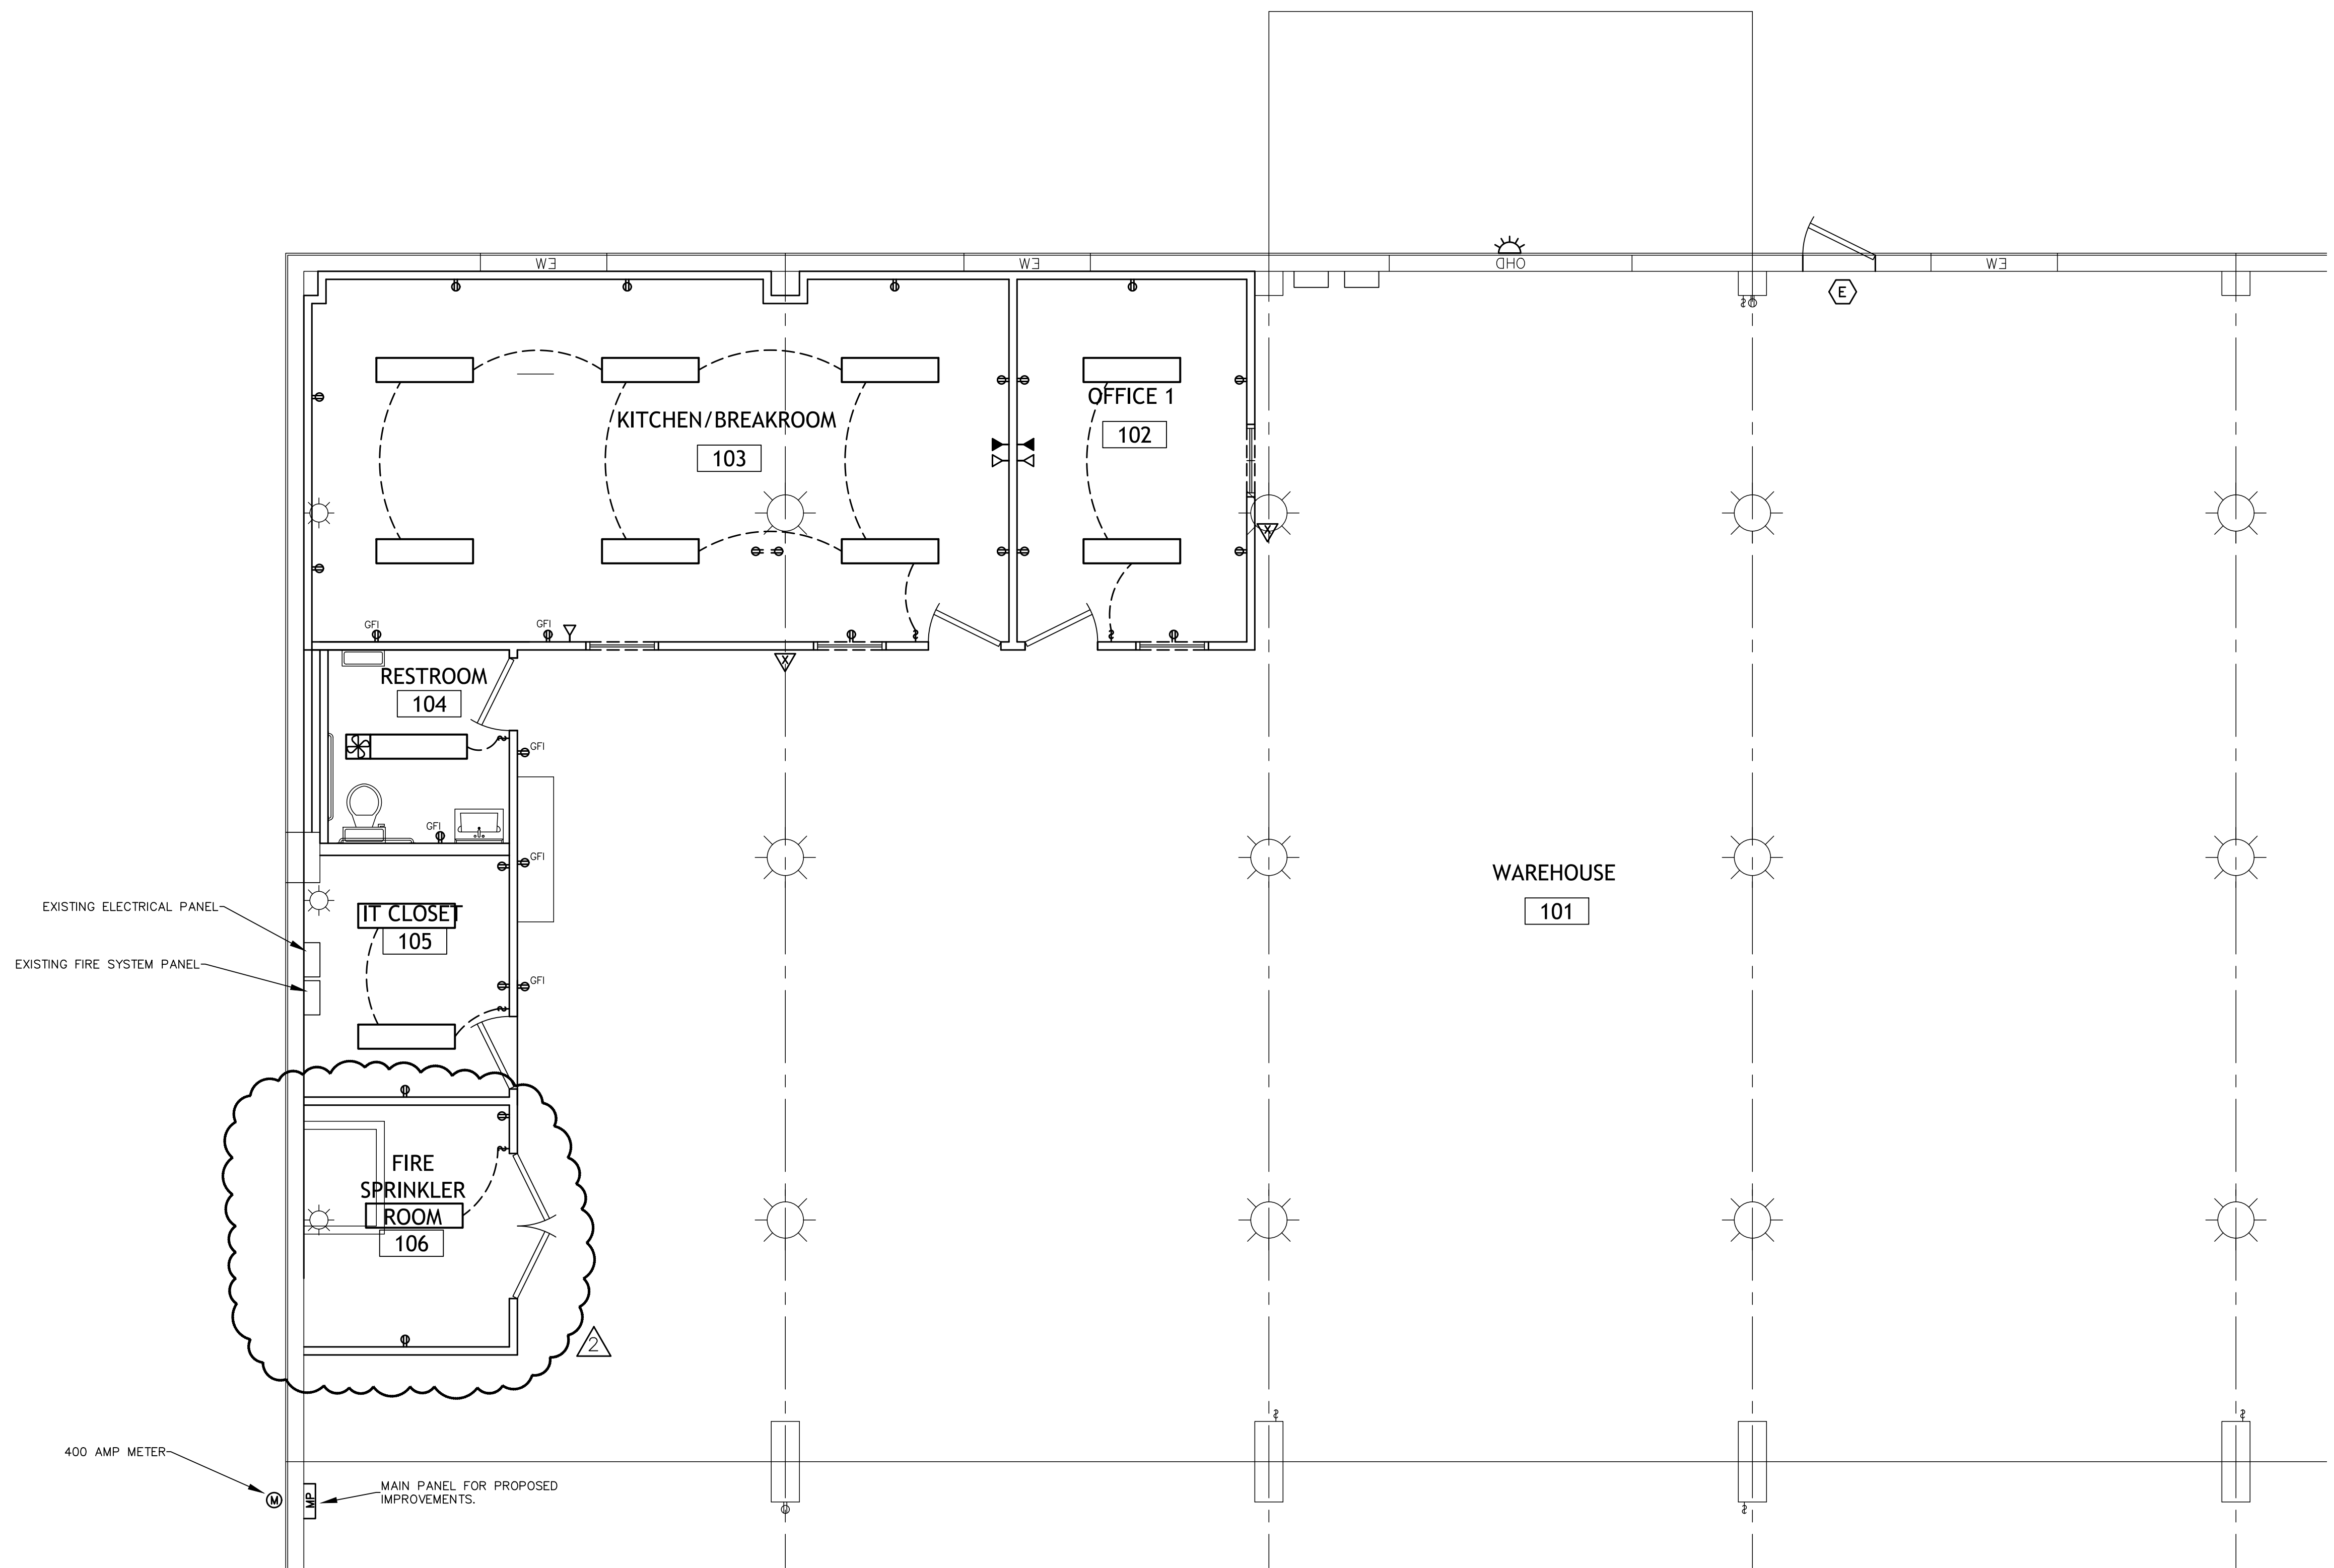 EW
EW
OHD
EW
E
OFFICE 1
102
KITCHEN/BREAKROOM
103
X
GFI
GFI
X
RESTROOM
104
GFI
GFI
GFI
WAREHOUSE
101
EXISTING ELECTRICAL PANEL
IT CLOSET
105
EXISTING FIRE SYSTEM PANEL
GFI
FIRE
SPRINKLER
ROOM
106
2
400 AMP METER
M
MP
MAIN PANEL FOR PROPOSED
IMPROVEMENTS.